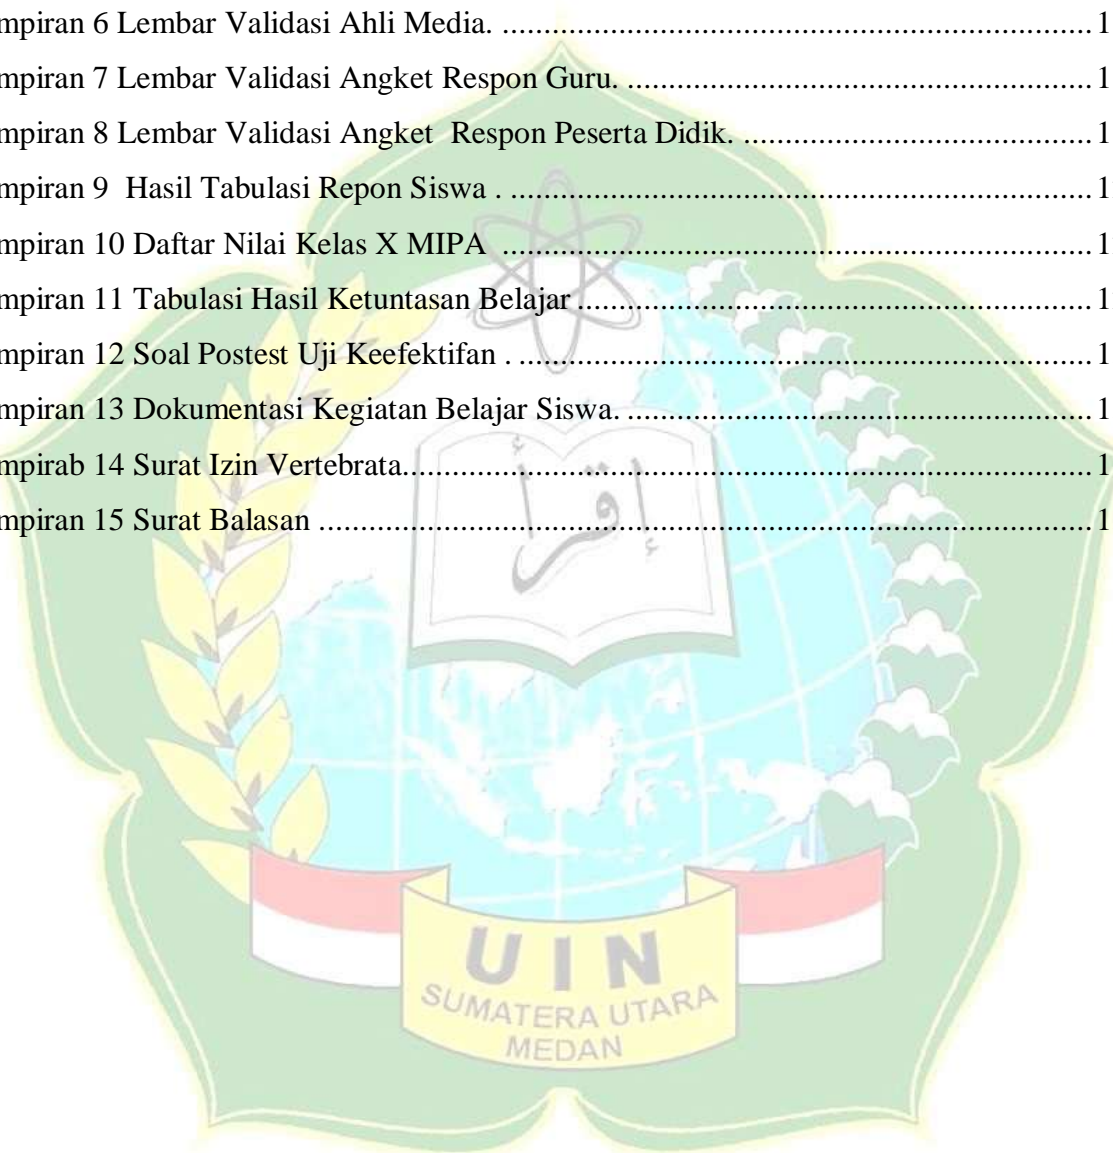 mpiran 6 Lembar Validasi Ahli Media. ........................................................................... 1
mpiran 7 Lembar Validasi Angket Respon Guru. ........................................................... 1
mpiran 8 Lembar Validasi Angket  Respon Peserta Didik. ............................................ 1
mpiran 9  Hasil Tabulasi Repon Siswa . .......................................................................... 1
mpiran 10 Daftar Nilai Kelas X MIPA ........................................................................... 1
mpiran 11 Tabulasi Hasil Ketuntasan Belajar ................................................................. 1
mpiran 12 Soal Postest Uji Keefektifan . ......................................................................... 1
mpiran 13 Dokumentasi Kegiatan Belajar Siswa. ........................................................... 1
mpirab 14 Surat Izin Vertebrata....................................................................................... 1
mpiran 15 Surat Balasan .................................................................................................. 1
إقرأ
UIN
SUMATERA UTARA
MEDAN